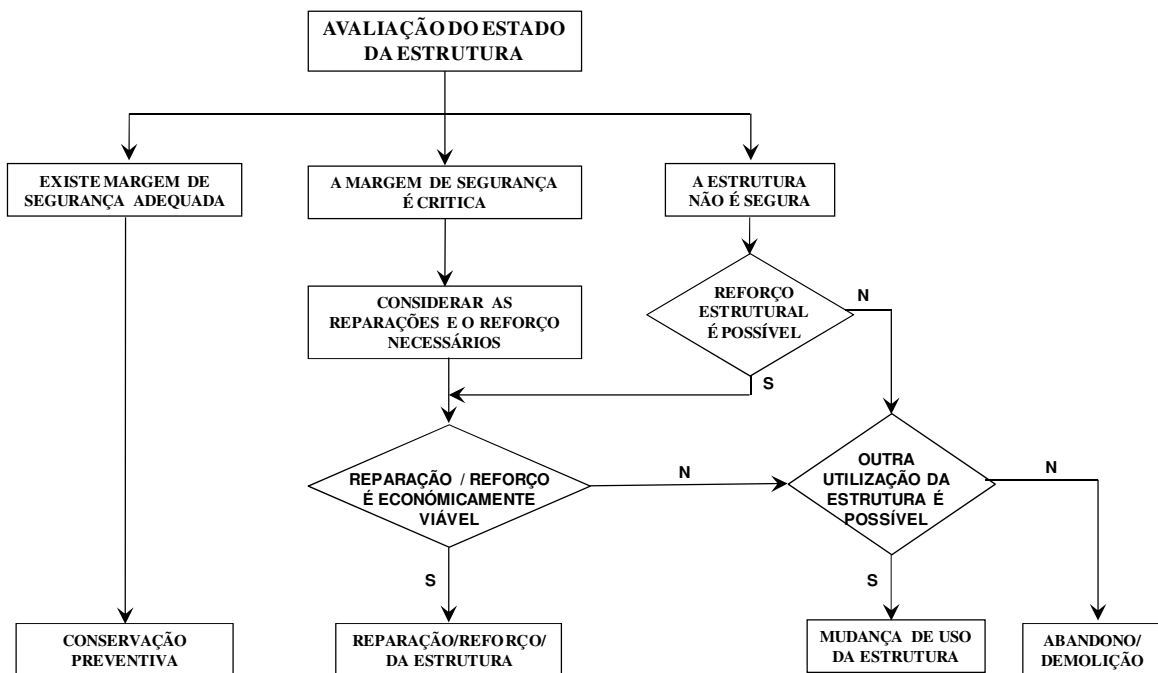 AVALIAÇÃO DO ESTADO
DA ESTRUTURA
EXISTE MARGEM DE
SEGURANÇA ADEQUADA
A MARGEM DE SEGURANÇA
É CRITICA
A ESTRUTURA
NÃO É SEGURA
CONSIDERAR AS
REPARAÇÕES E O REFORÇO
NECESSÁRIOS
REFORÇO
ESTRUTURAL
É POSSÍVEL
N
S
REPARAÇÃO / REFORÇO
É ECONÓMICAMENTE
VIÁVEL
N
OUTRA
UTILIZAÇÃO DA
ESTRUTURA É
POSSÍVEL
N
S
S
CONSERVAÇÃO
PREVENTIVA
REPARAÇÃO/REFORÇO/
DA ESTRUTURA
MUDANÇA DE USO
DA ESTRUTURA
ABANDONO/
DEMOLIÇÃO